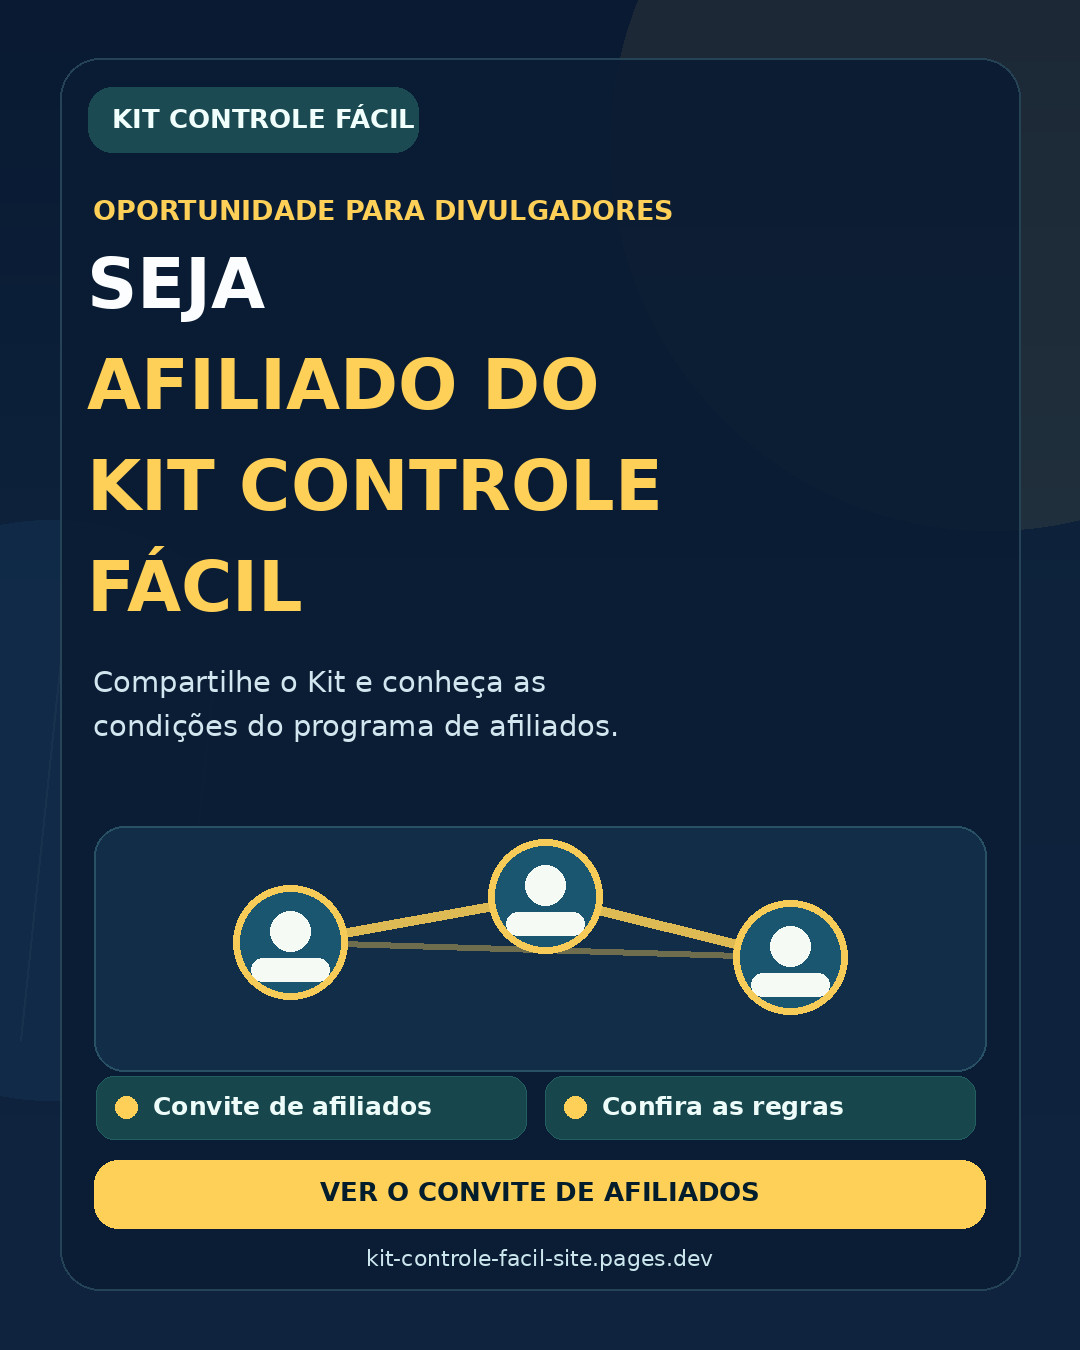 KIT CONTROLE FÁCIL
OPORTUNIDADE PARA DIVULGADORES
SEJA
AFILIADO DO
KIT CONTROLE
FÁCIL
Compartilhe o Kit e conheça as
condições do programa de afiliados.
Convite de afiliados
Confira as regras
VER O CONVITE DE AFILIADOS
kit-controle-facil-site.pages.dev